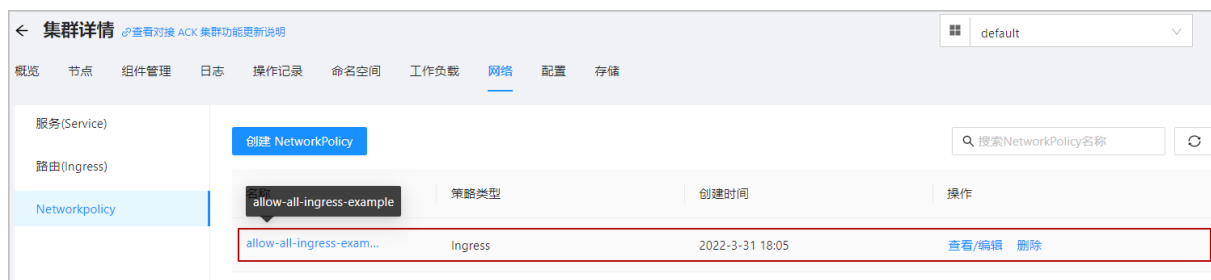 集群详情 查看对接 ACK 集群功能更新说明
default
概览 节点 组件管理 日志 操作记录 命名空间 工作负载 网络 配置 存储
服务(Service)
路由(Ingress)
Networkpolicy
创建 NetworkPolicy
搜索NetworkPolicy名称
名称 策略类型 创建时间 操作
allow-all-ingress-example
allow-all-ingress-exam... Ingress 2022-3-31 18:05 查看/编辑 删除